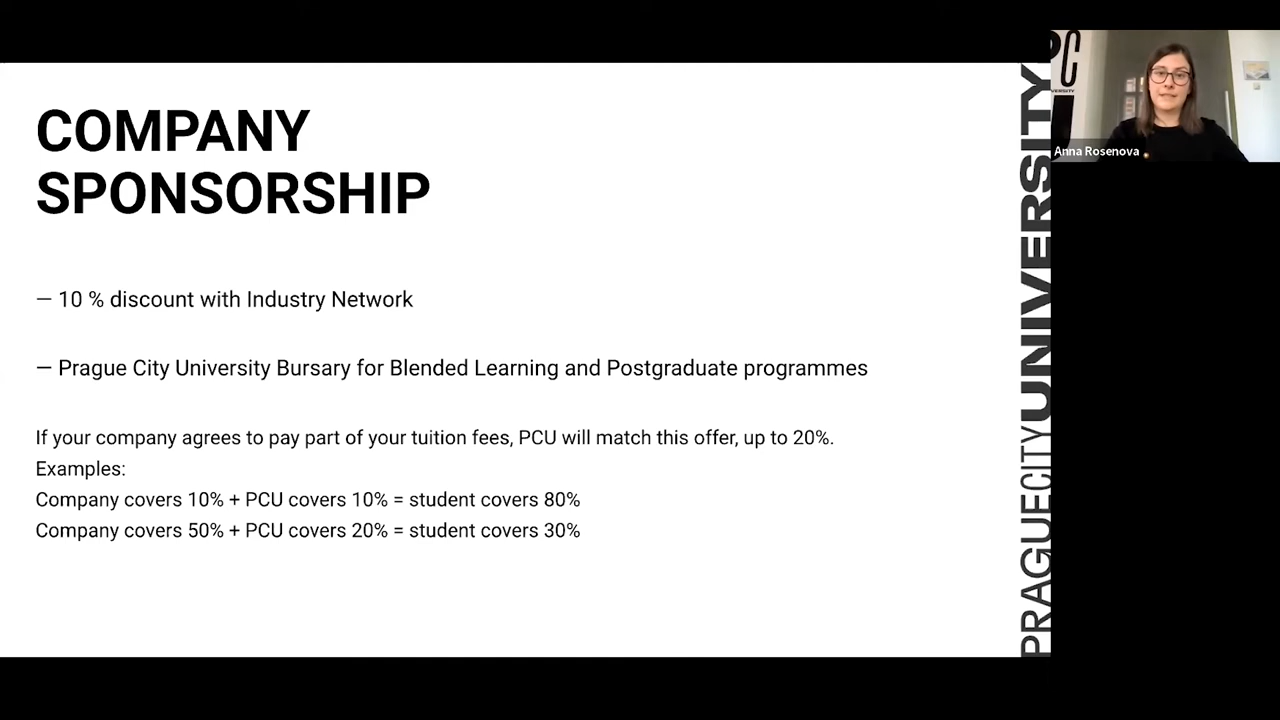 COMPANY
SPONSORSHIP
— 10 % discount with Industry Network
— Prague City University Bursary for Blended Learning and Postgraduate programmes
If your company agrees to pay part of your tuition fees, PCU will match this offer, up to 20%.
Examples:
Company covers 10% + PCU covers 10% = student covers 80%
Company covers 50% + PCU covers 20% = student covers 30%
PRAGUECITYUNIVERSITY
Anna Rosenova